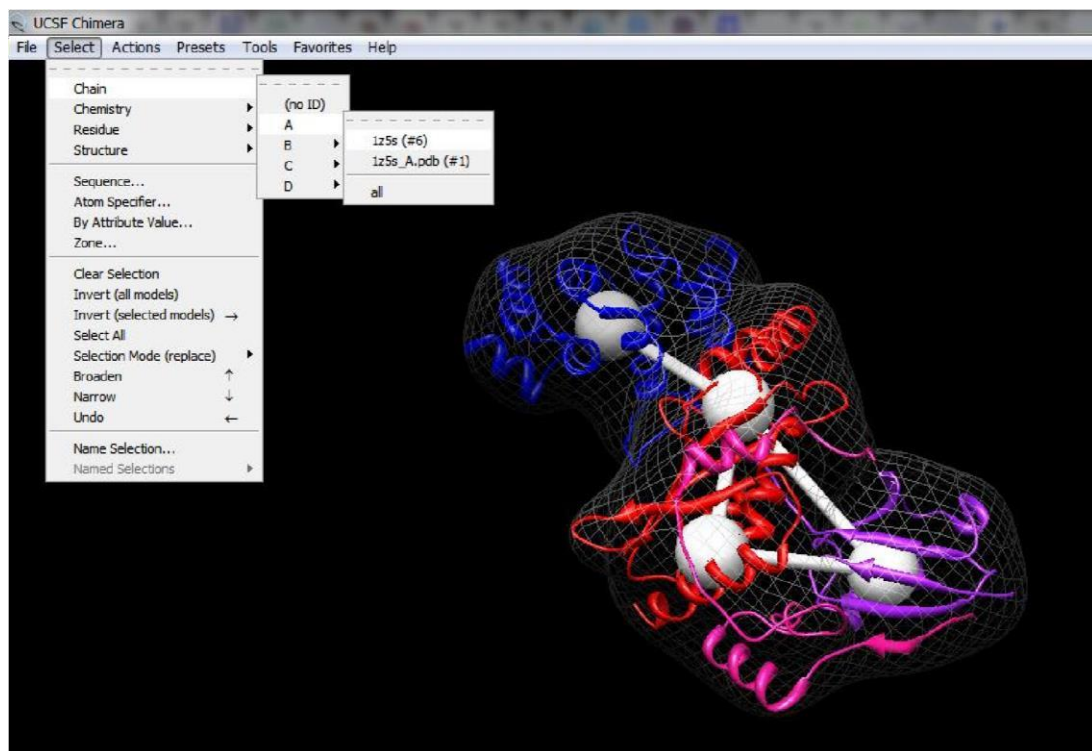 UCSF Chimera
File Select Actions Presets Tools Favorites Help
Chain
Chemistry
Residue
Structure
Sequence...
Atom Specifier...
By Attribute Value...
Zone...
Clear Selection
Invert (all models)
Invert (selected models) →
Select All
Selection Mode (replace)
Broaden ↑
Narrow ↓
Undo ←
Name Selection...
Named Selections
(no ID)
A
B
C
D
1z5s (#6)
1z5s_A.pdb (#1)
all